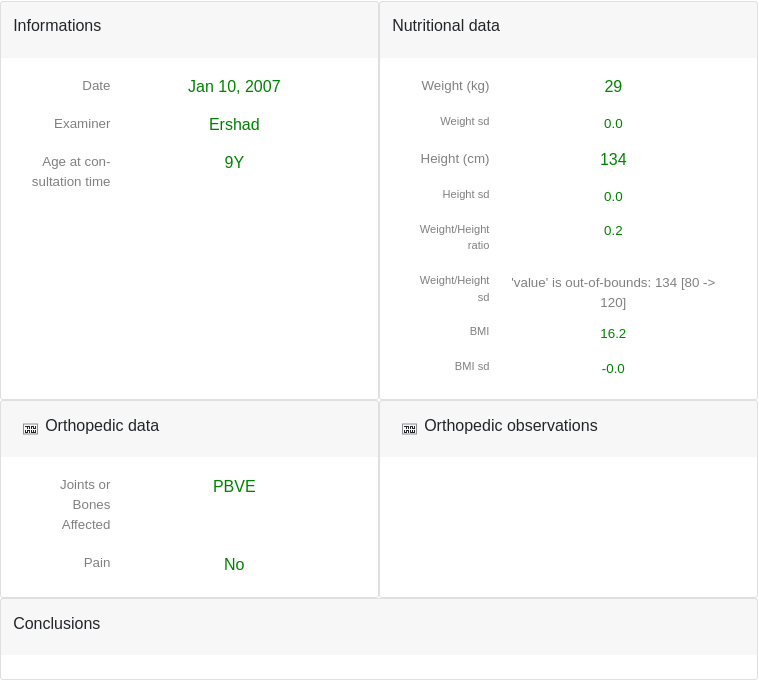 Informations
Date
Jan 10, 2007
Examiner
Ershad
Age at con-
sultation time
9Y
Nutritional data
Weight (kg)
29
Weight sd
0.0
Height (cm)
134
Height sd
0.0
Weight/Height
ratio
0.2
Weight/Height
sd
'value' is out-of-bounds: 134 [80 ->
120]
BMI
16.2
BMI sd
-0.0
Orthopedic data
Joints or
Bones
Affected
PBVE
Pain
No
Orthopedic observations
Conclusions